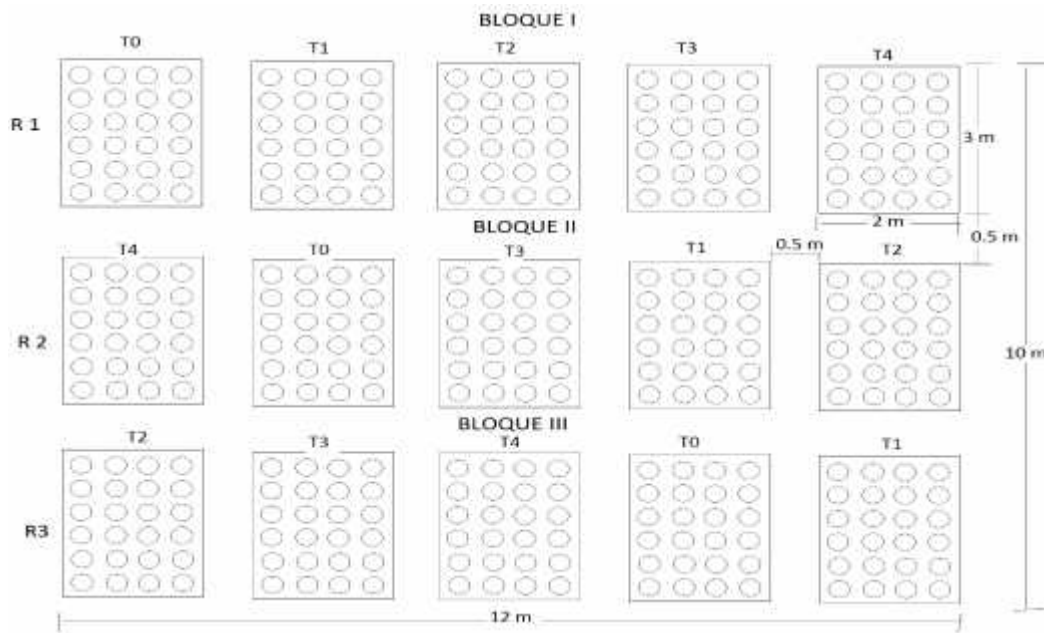 BLOQUE I
T0 T1 T2 T3 T4
R 1
3 m
2 m
BLOQUE II
0.5 m
0.5 m
T4 T0 T3 T1 T2
R 2
10 m
BLOQUE III
T2 T3 T4 T0 T1
R3
12 m